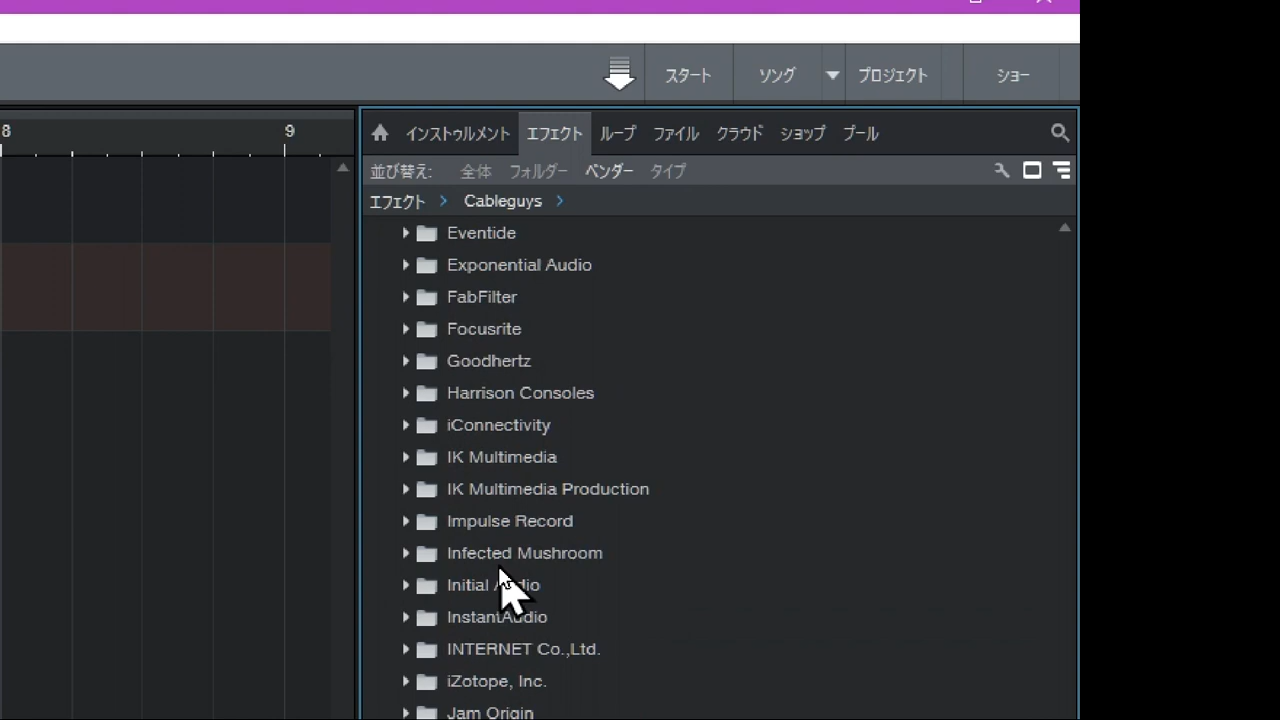 スタート ソング プロジェクト ショー
8 9
インストゥルメント エフェクト ループ ファイル クラウド ショップ プール
並び替え: 全体 フォルダー ベンダー タイプ
エフェクト > Cableguys >
Eventide
Exponential Audio
FabFilter
Focusrite
Goodhertz
Harrison Consoles
iConnectivity
IK Multimedia
IK Multimedia Production
Impulse Record
Infected Mushroom
Initial Audio
InstantAudio
INTERNET Co.,Ltd.
iZotope, Inc.
Jam Origin